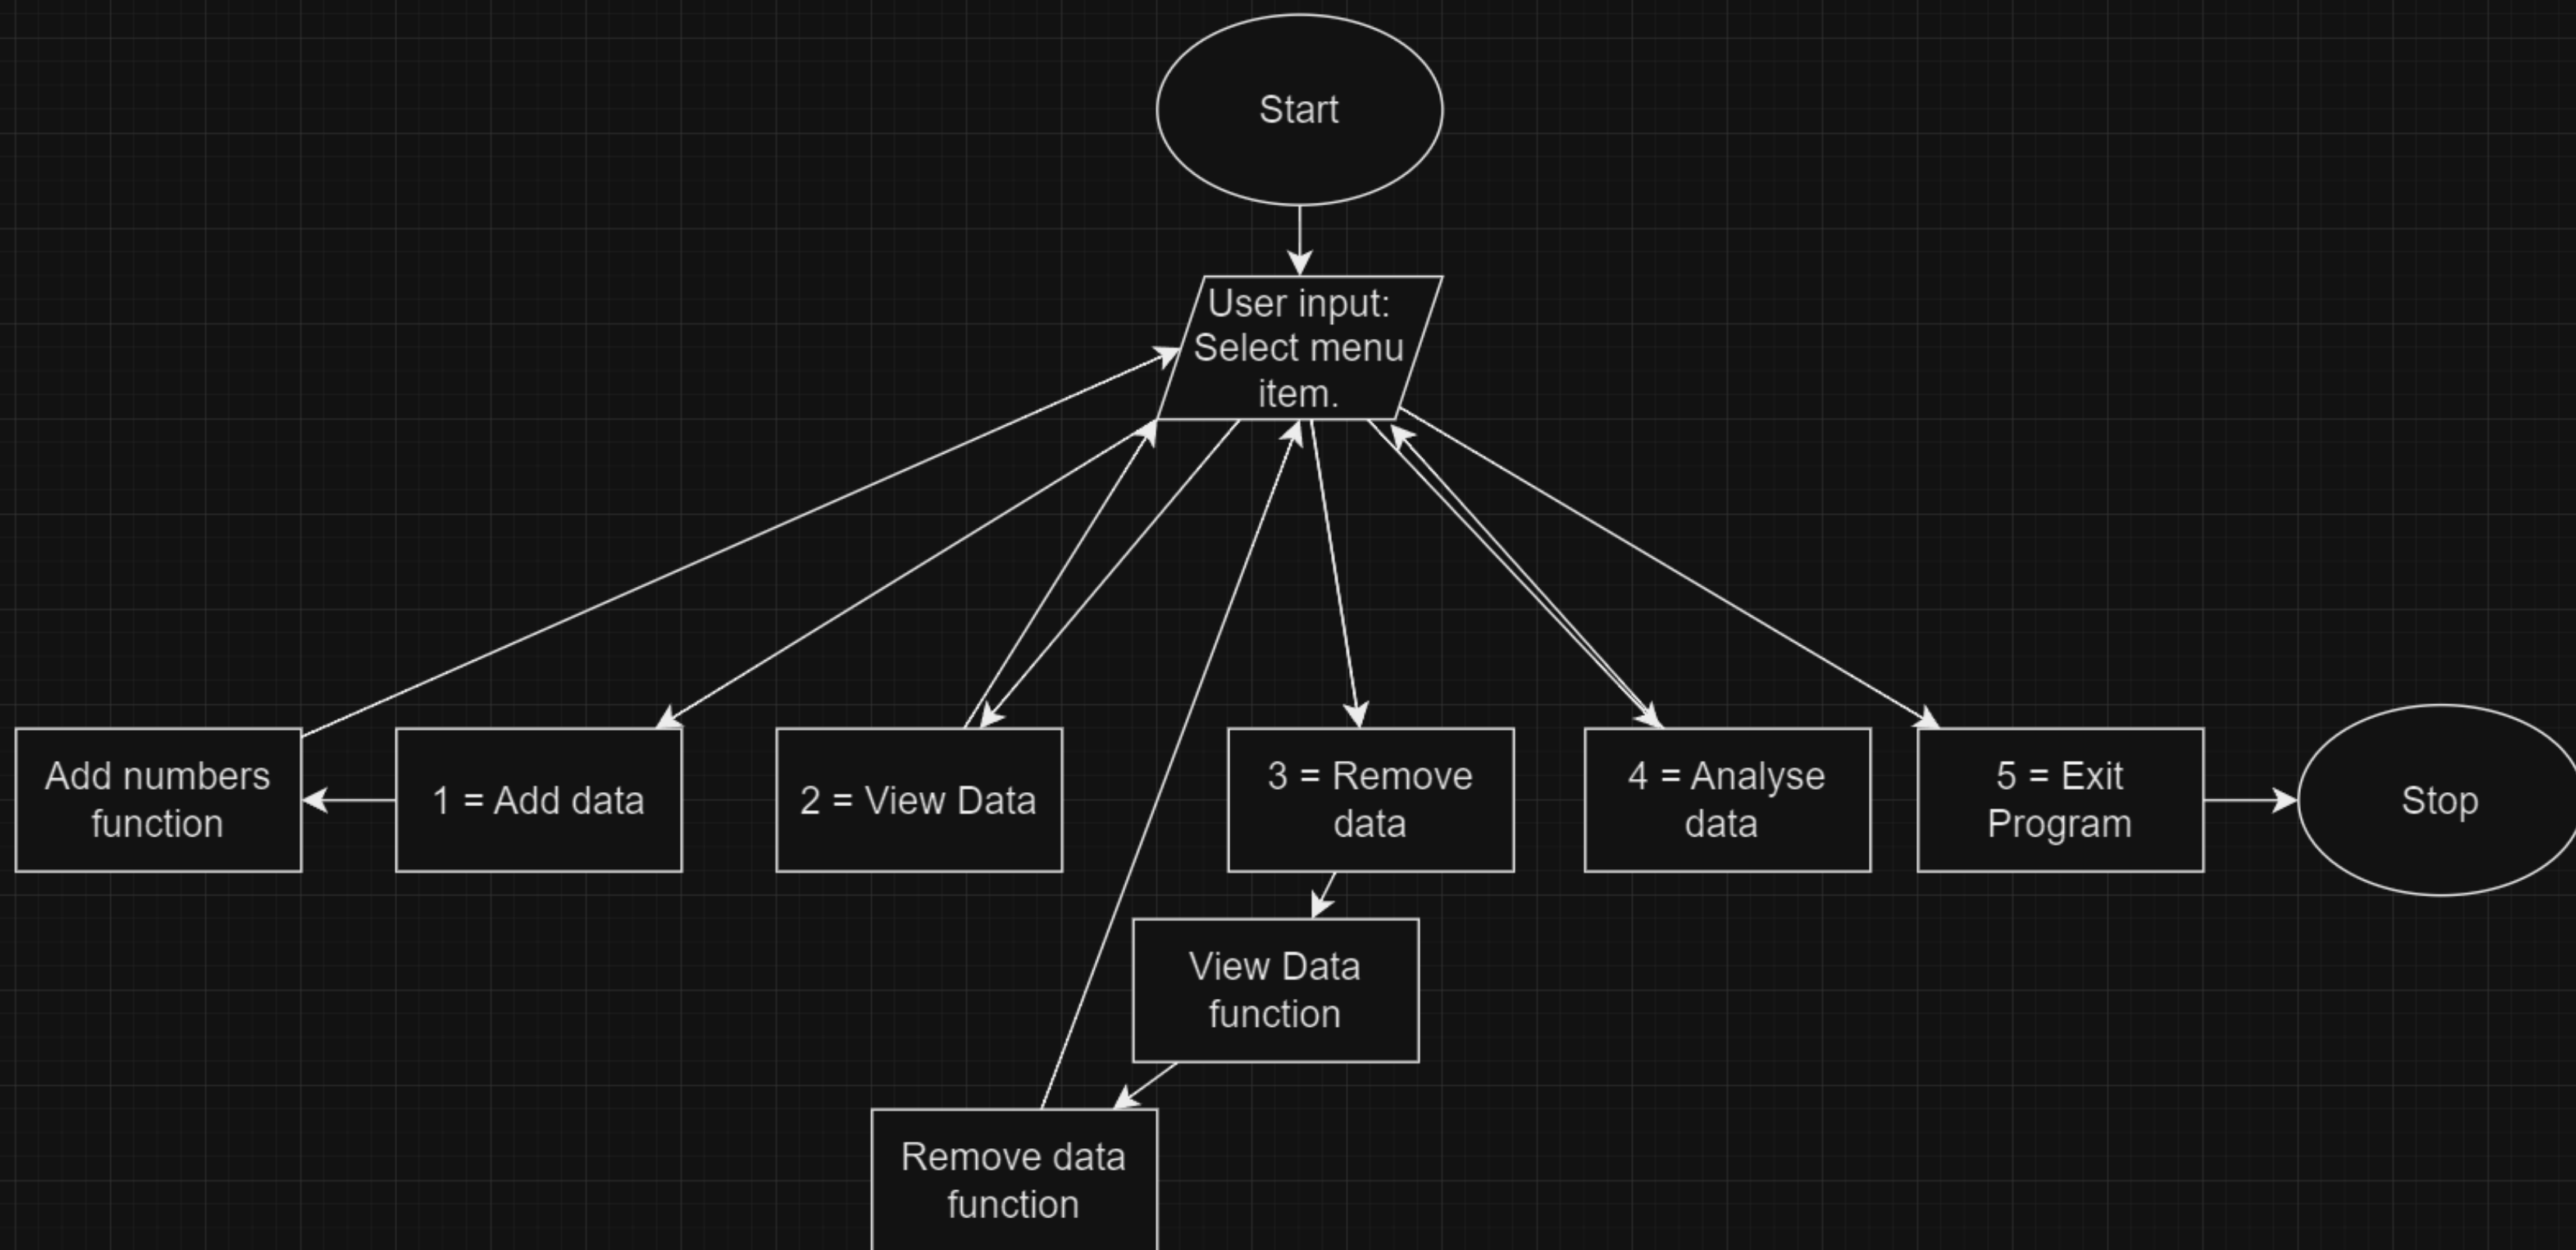 Start
User input:
Select menu
item.
Add numbers
function
1 = Add data
2 = View Data
3 = Remove
data
4 = Analyse
data
5 = Exit
Program
Stop
View Data
function
Remove data
function